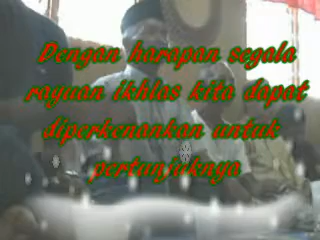 Dengan harapan segala
rayuan ikhlas kita dapat
diperkenankan untuk
pertunjuknya